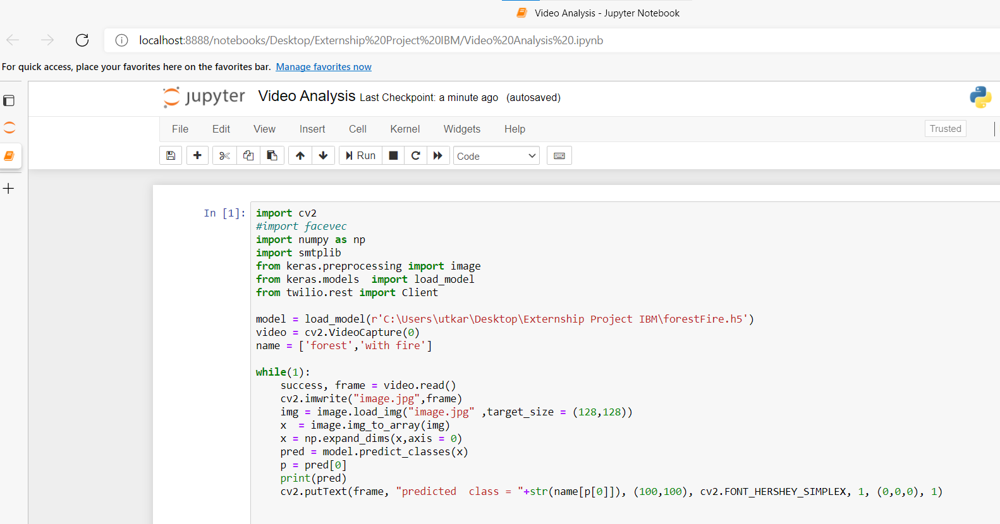 Video Analysis - Jupyter Notebook
localhost:8888/notebooks/Desktop/Externship%20Project%20IBM/Video%20Analysis%20.ipynb
For quick access, place your favorites here on the favorites bar. Manage favorites now
jupyter Video Analysis Last Checkpoint: a minute ago (autosaved)
File Edit View Insert Cell Kernel Widgets Help Trusted
Run Code
In [1]: import cv2
#import facevec
import numpy as np
import smtplib
from keras.preprocessing import image
from keras.models  import load_model
from twilio.rest import Client
model = load_model(r'C:\Users\utkar\Desktop\Externship Project IBM\forestFire.h5')
video = cv2.VideoCapture(0)
name = ['forest','with fire']
while(1):
    success, frame = video.read()
    cv2.imwrite("image.jpg",frame)
    img = image.load_img("image.jpg" ,target_size = (128,128))
    x  = image.img_to_array(img)
    x = np.expand_dims(x,axis = 0)
    pred = model.predict_classes(x)
    p = pred[0]
    print(pred)
    cv2.putText(frame, "predicted  class = "+str(name[p[0]]), (100,100), cv2.FONT_HERSHEY_SIMPLEX, 1, (0,0,0), 1)